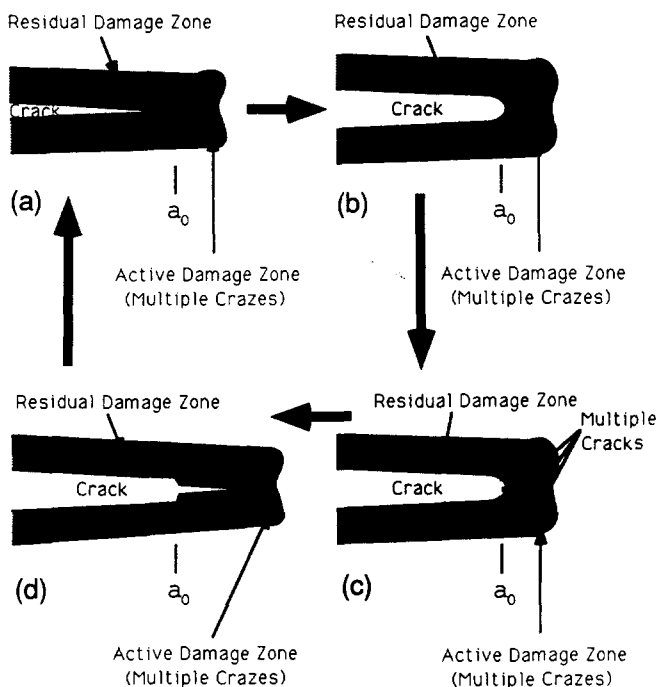 Residual Damage Zone
Crack
(a)
a₀
Active Damage Zone
(Multiple Crazes)
Residual Damage Zone
Crack
(b)
a₀
Active Damage Zone
(Multiple Crazes)
Residual Damage Zone
Crack
(d)
a₀
Active Damage Zone
(Multiple Crazes)
Residual Damage Zone
Multiple
Cracks
Crack
(c)
a₀
Active Damage Zone
(Multiple Crazes)